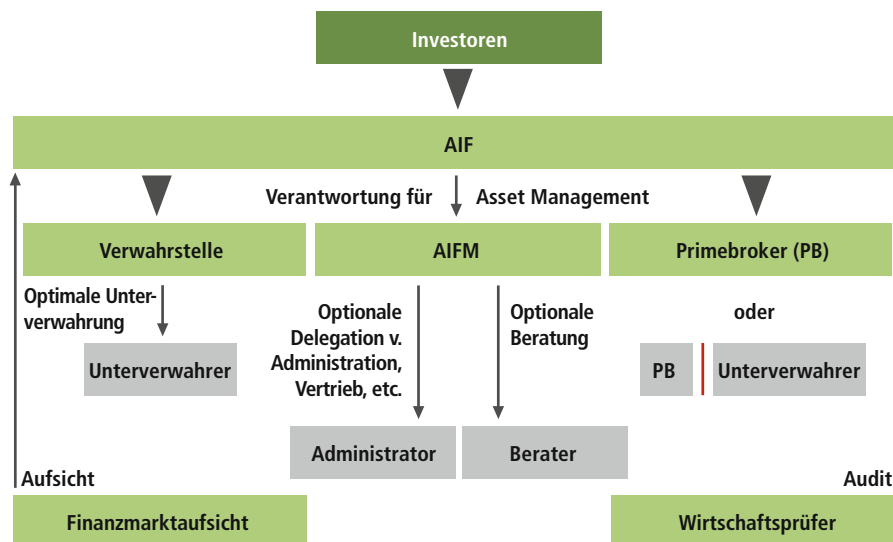 Investoren
AIF
Verantwortung für Asset Management
Verwahrstelle
AIFM
Primebroker (PB)
Optimale Unter-
verwahrung
Optionale
Delegation v.
Administration,
Vertrieb, etc.
Optionale
Beratung
oder
Unterverwahrer
PB
Unterverwahrer
Administrator
Berater
Aufsicht
Audit
Finanzmarktaufsicht
Wirtschaftsprüfer